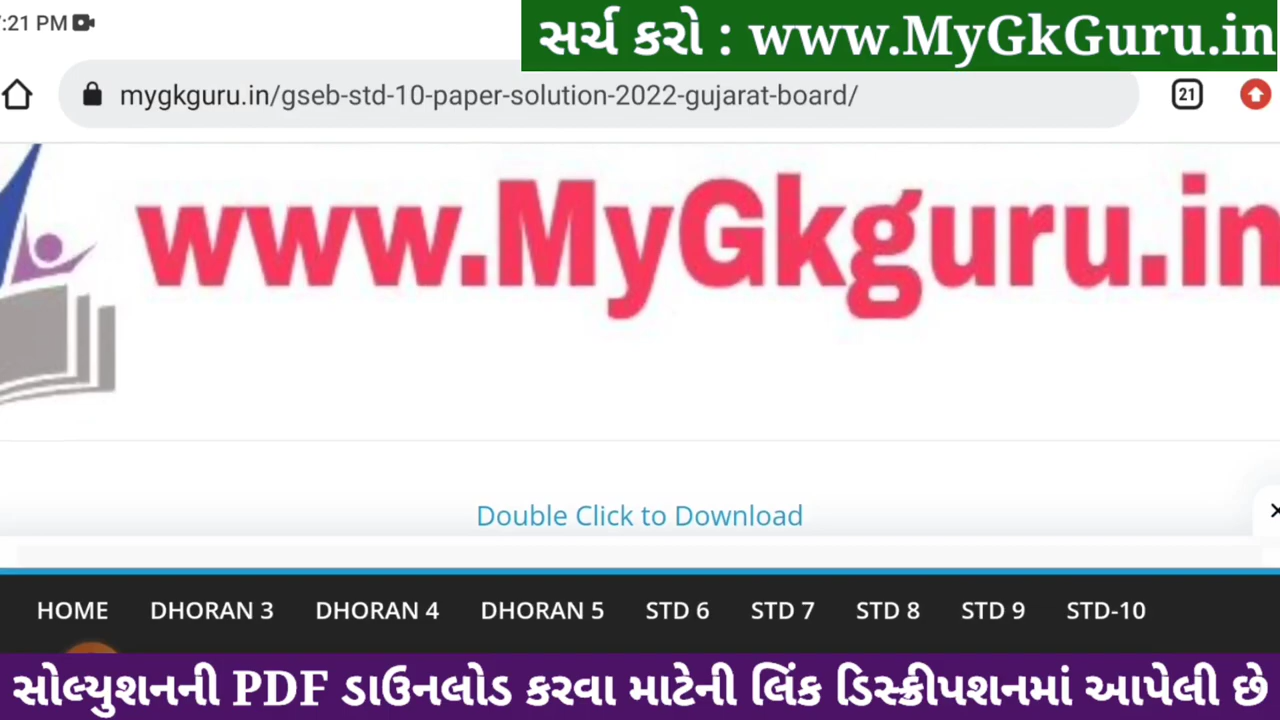 :21 PM
સર્ચ કરો : www.MyGkGuru.in
mygkguru.in/gseb-std-10-paper-solution-2022-gujarat-board/
21
www.MyGkguru.in
Double Click to Download
HOME DHORAN 3 DHORAN 4 DHORAN 5 STD 6 STD 7 STD 8 STD 9 STD-10
સોલ્યુશનની PDF ડાઉનલોડ કરવા માટેની લિંક ડિસ્ક્રીપશનમાં આપેલી છે